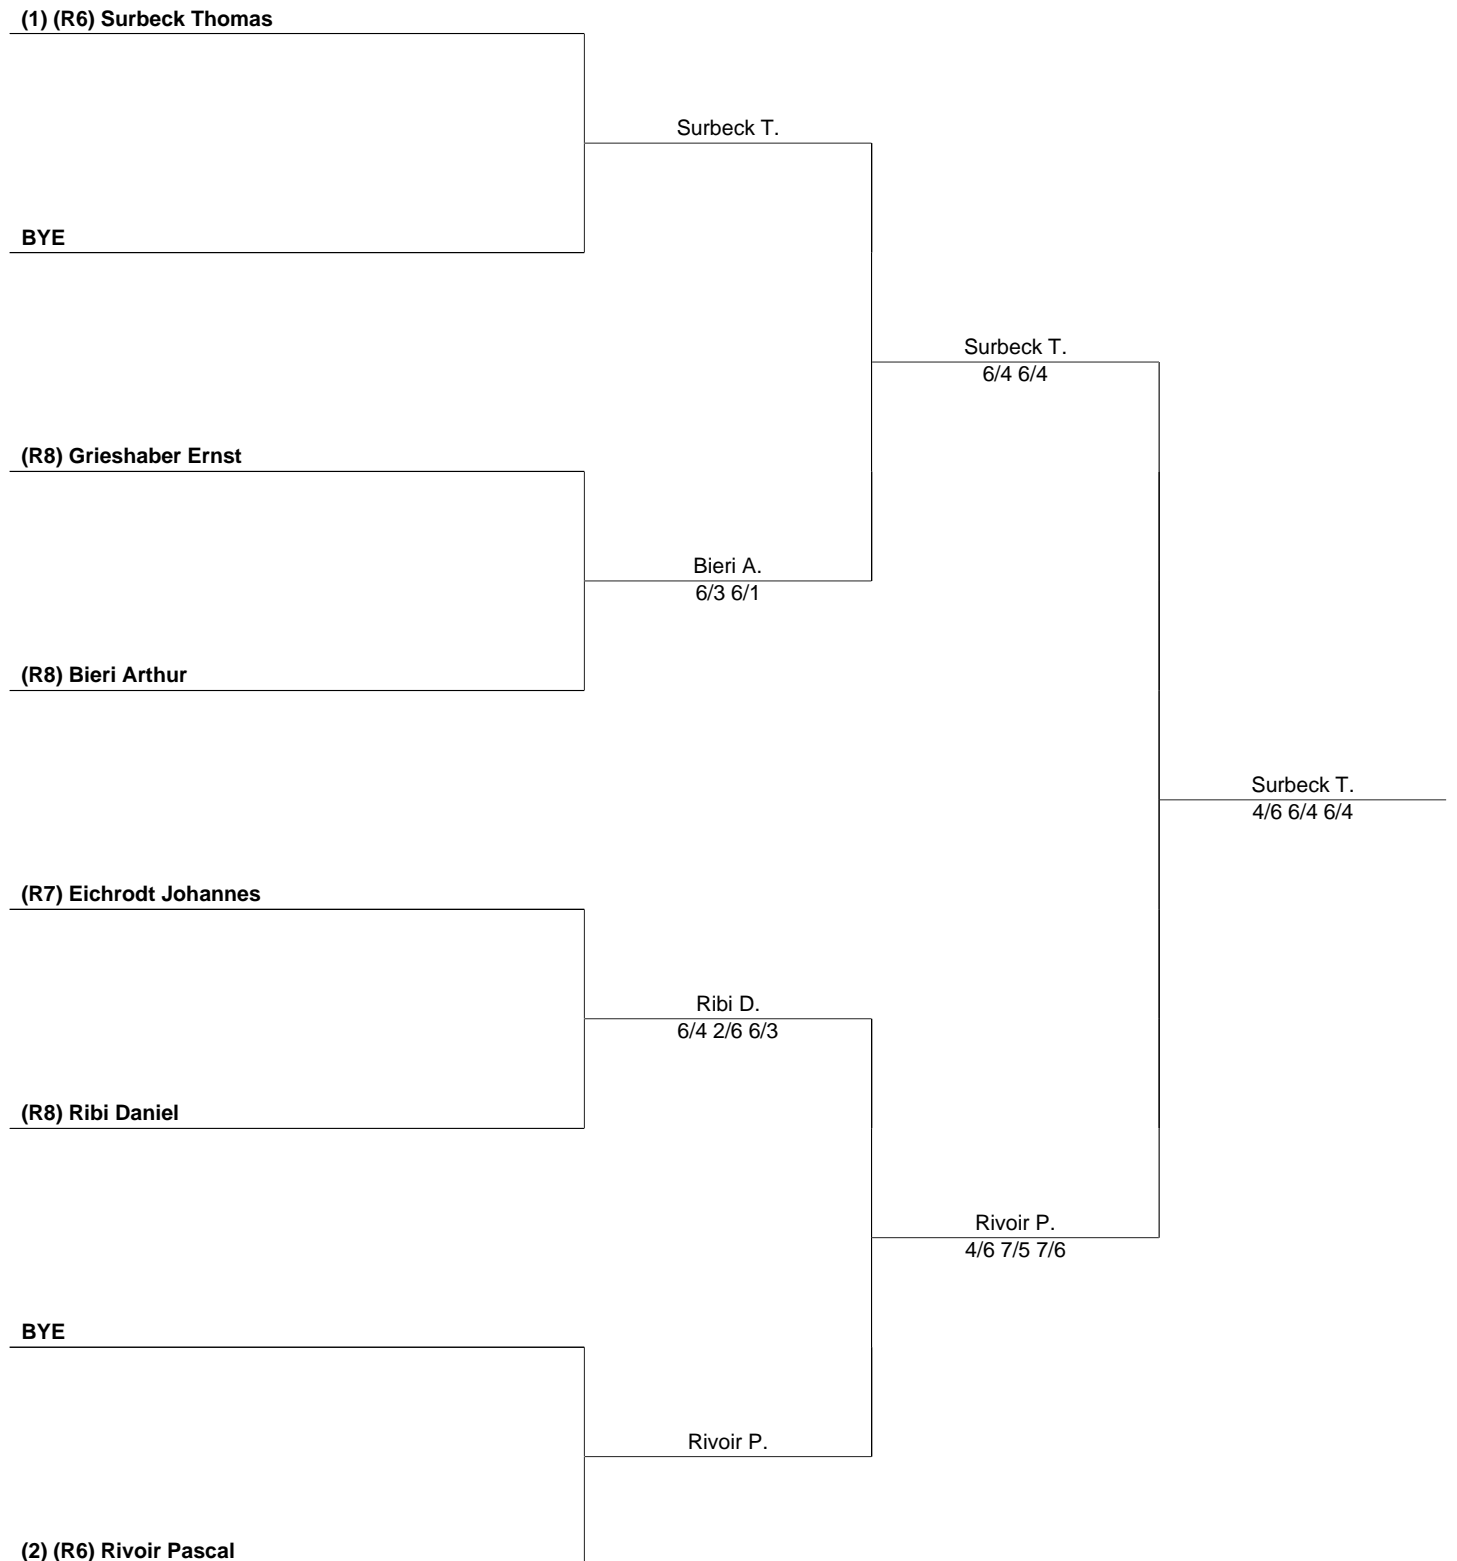 (1) (R6) Surbeck Thomas
Surbeck T.
BYE
Surbeck T.
6/4 6/4
(R8) Grieshaber Ernst
Bieri A.
6/3 6/1
(R8) Bieri Arthur
Surbeck T.
4/6 6/4 6/4
(R7) Eichrodt Johannes
Ribi D.
6/4 2/6 6/3
(R8) Ribi Daniel
Rivoir P.
4/6 7/5 7/6
BYE
Rivoir P.
(2) (R6) Rivoir Pascal